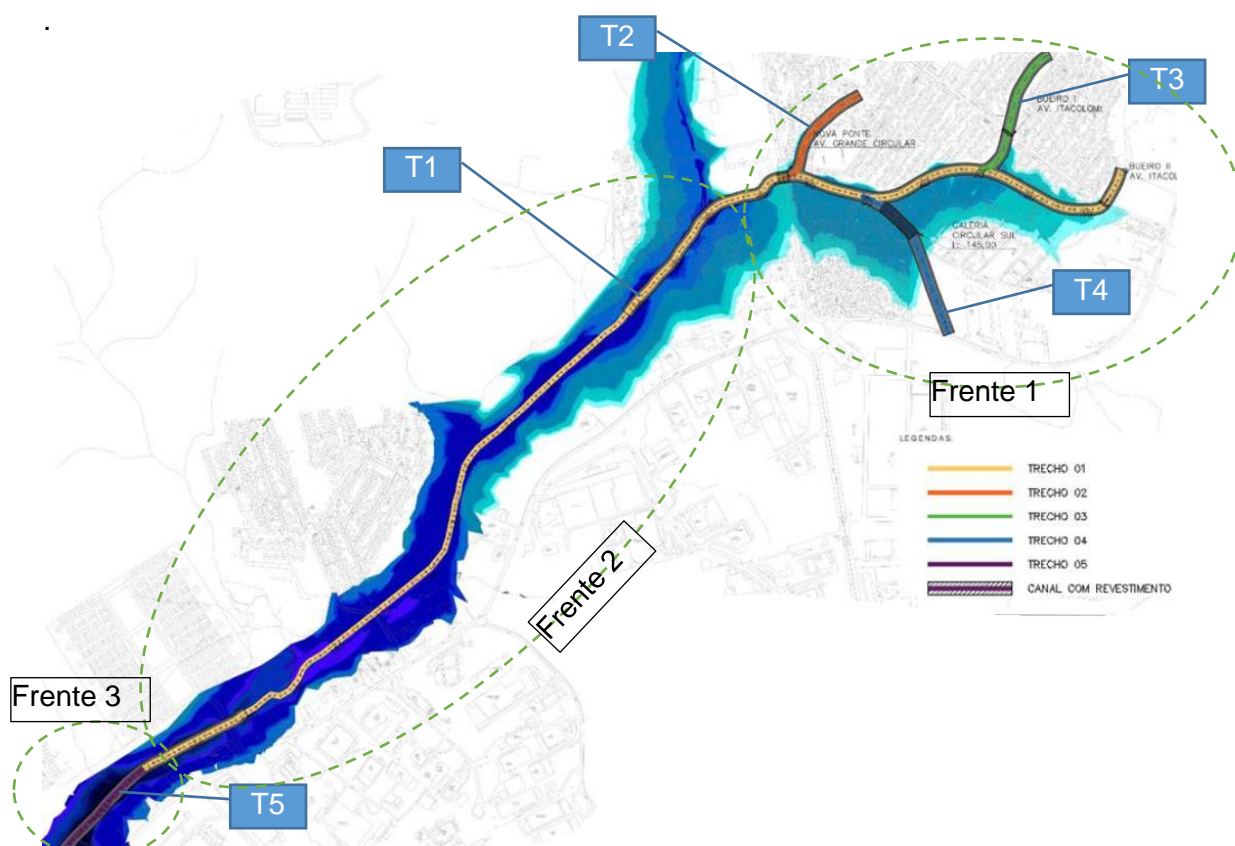 .
T2
T3
T1
BUEIRO I
AV. ITACOLOMI
NOVA PONTE
AV. GRANDE CIRCULAR
BUEIRO II
AV. ITACOL
GALERIA
CIRCULAR SUL
L: 145,00
T4
Frente 1
LEGENDAS:
TRECHO 01
TRECHO 02
TRECHO 03
TRECHO 04
TRECHO 05
CANAL COM REVESTIMENTO
Frente 2
Frente 3
T5